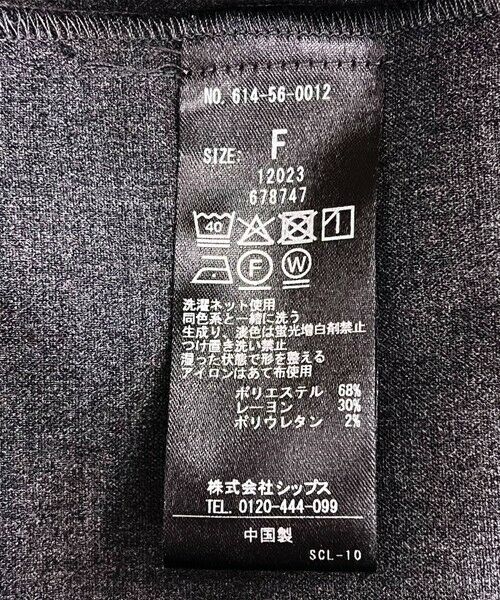 NO. 614-56-0012
SIZE: F
12023
678747
40
F W
洗濯ネット使用
同色系と一緒に洗う
生成り、淡色は蛍光増白剤禁止
つけ置き洗い禁止
湿った状態で形を整える
アイロンはあて布使用
ポリエステル 68%
レーヨン 30%
ポリウレタン 2%
株式会社シップス
TEL. 0120-444-099
中国製
SCL-10